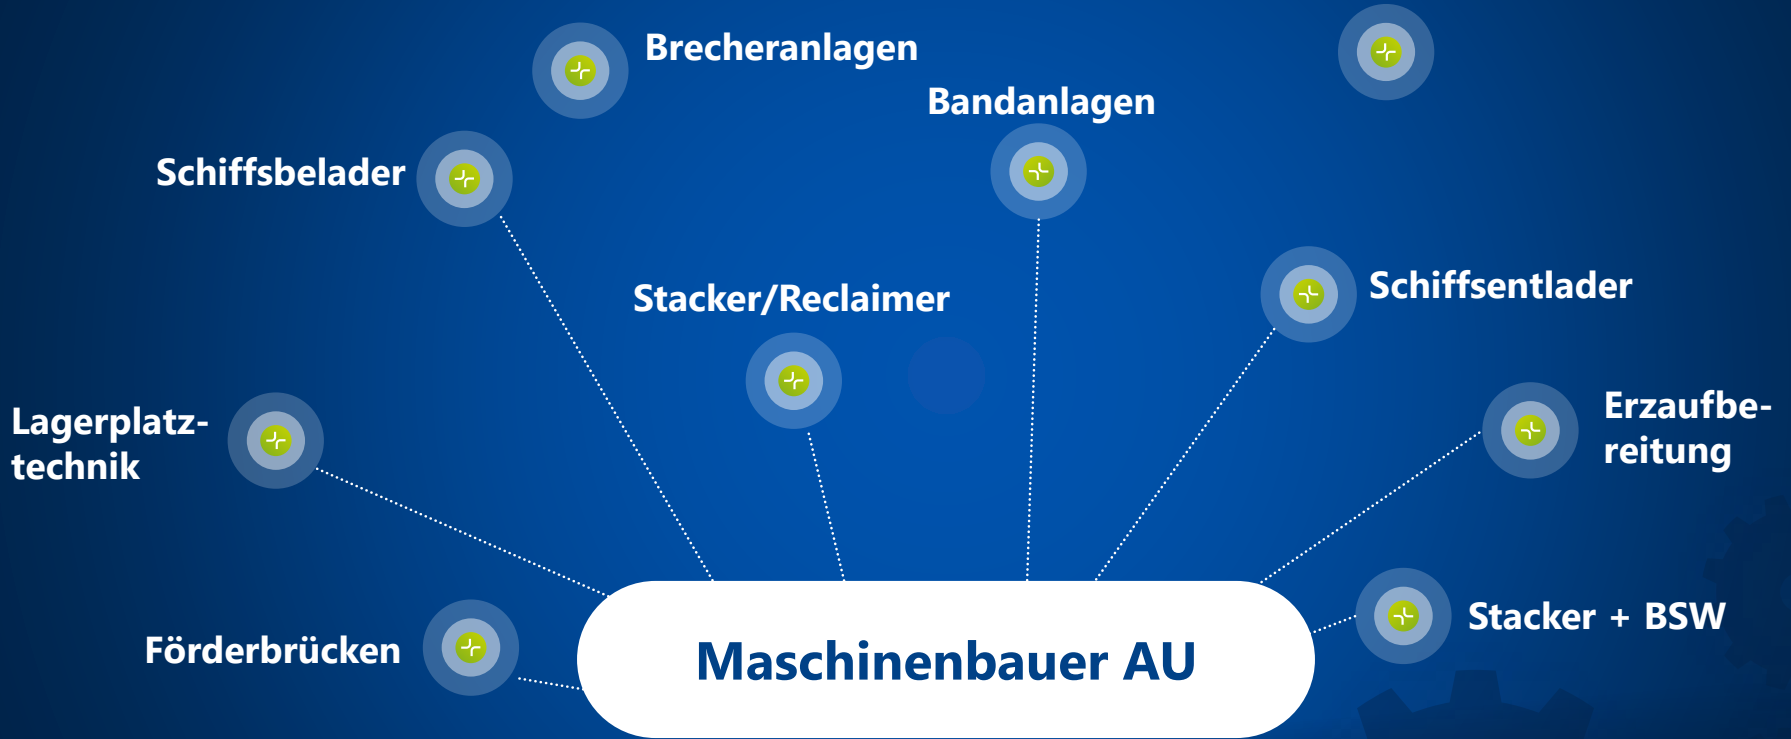 Brecheranlagen
Bandanlagen
Schiffsbelader
Stacker/Reclaimer
Schiffsentlader
Lagerplatz-
technik
Erzaufbe-
reitung
Förderbrücken
Stacker + BSW
Maschinenbauer AU